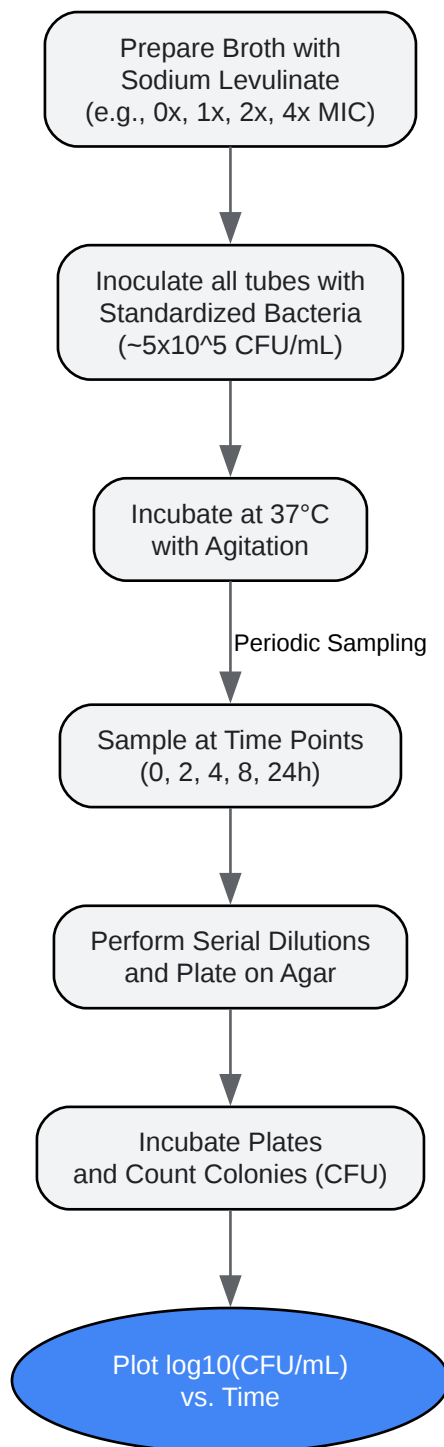 Prepare Broth with
Sodium Levulinate
(e.g., 0x, 1x, 2x, 4x MIC)
Inoculate all tubes with
Standardized Bacteria
(~5x10^5 CFU/mL)
Incubate at 37°C
with Agitation
Periodic Sampling
Sample at Time Points
(0, 2, 4, 8, 24h)
Perform Serial Dilutions
and Plate on Agar
Incubate Plates
and Count Colonies (CFU)
Plot log10(CFU/mL)
vs. Time